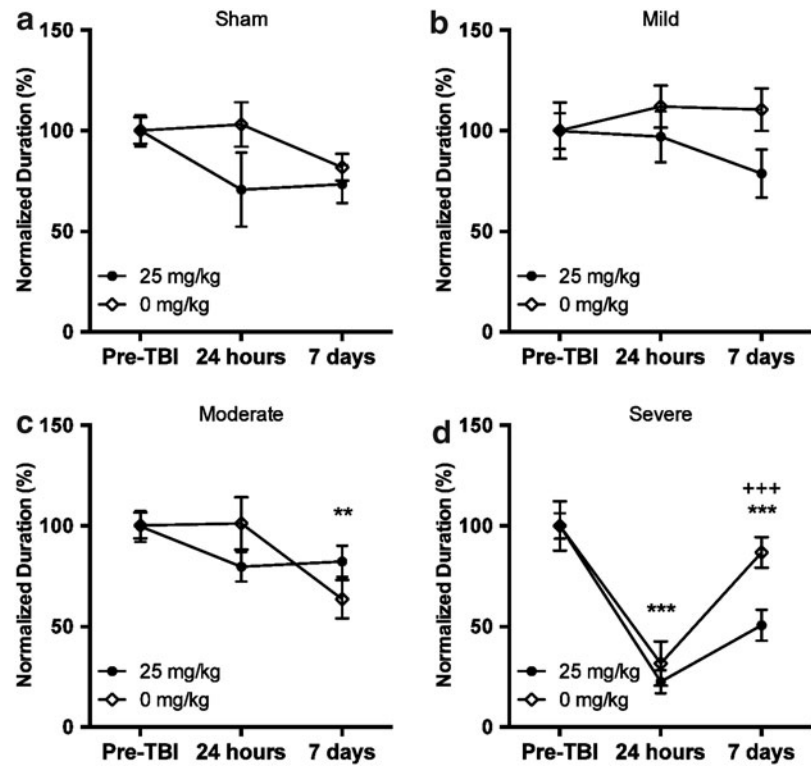 a
Sham
150
100
50
0
Normalized Duration (%)
25 mg/kg
0 mg/kg
Pre-TBI 24 hours 7 days
b
Mild
150
100
50
0
Normalized Duration (%)
25 mg/kg
0 mg/kg
Pre-TBI 24 hours 7 days
c
Moderate
150
100
50
0
Normalized Duration (%)
**
25 mg/kg
0 mg/kg
Pre-TBI 24 hours 7 days
d
Severe
150
100
50
0
Normalized Duration (%)
+++
***
***
25 mg/kg
0 mg/kg
Pre-TBI 24 hours 7 days